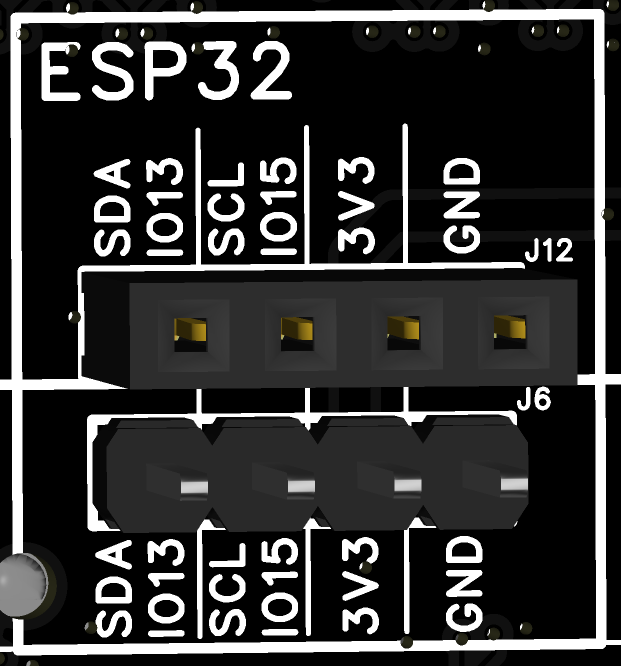 ESP32
SDA
IO13
SCL
IO15
3V3
GND
J12
J6
SDA
IO13
SCL
IO15
3V3
GND